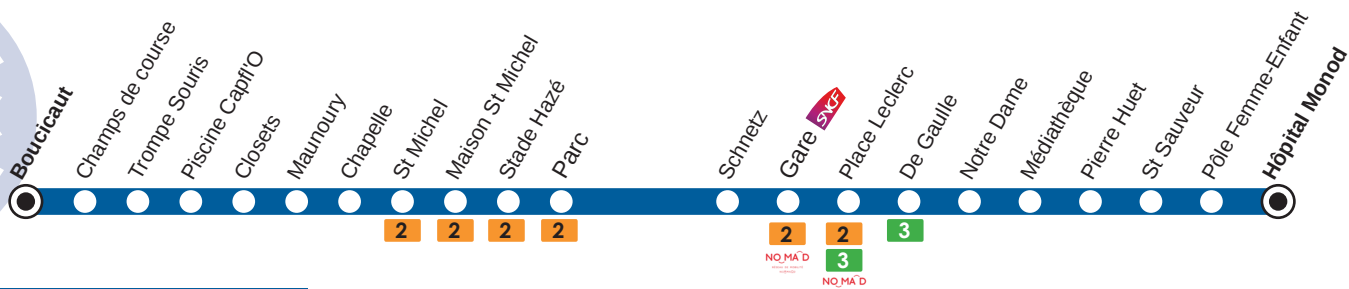 Boucicaut
Champs de course
Trompe Souris
Piscine Capfl'O
Closets
Maunoury
Chapelle
St Michel
Maison St Michel
Stade Hazé
Parc
Schnetz
Gare
SNCF
Place Leclerc
De Gaulle
Notre Dame
Médiathèque
Pierre Huet
St Sauveur
Pôle Femme-Enfant
Hôpital Monod
2
2
2
2
2
2
3
NOMAD
3
NOMAD